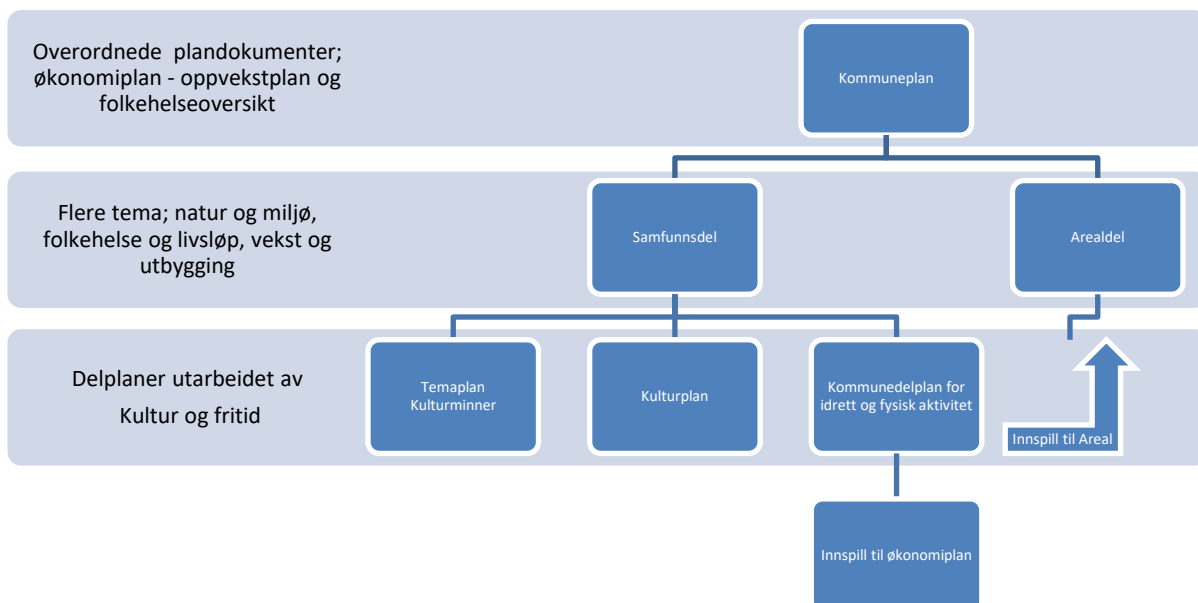 Overordnede plandokumenter;
økonomiplan - oppvekstplan og
folkehelseoversikt
Kommuneplan
Flere tema; natur og miljø,
folkehelse og livsløp, vekst og
utbygging
Samfunnsdel
Arealdel
Delplaner utarbeidet av
Kultur og fritid
Temaplan
Kulturminner
Kulturplan
Kommunedelplan for
idrett og fysisk aktivitet
Innspill til Areal
Innspill til økonomiplan